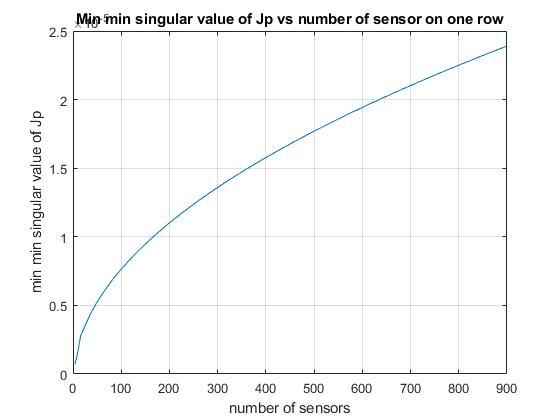 Min min singular value of Jp vs number of sensor on one row
2.5
2
1.5
1
0.5
0
min min singular value of Jp
0 100 200 300 400 500 600 700 800 900
number of sensors